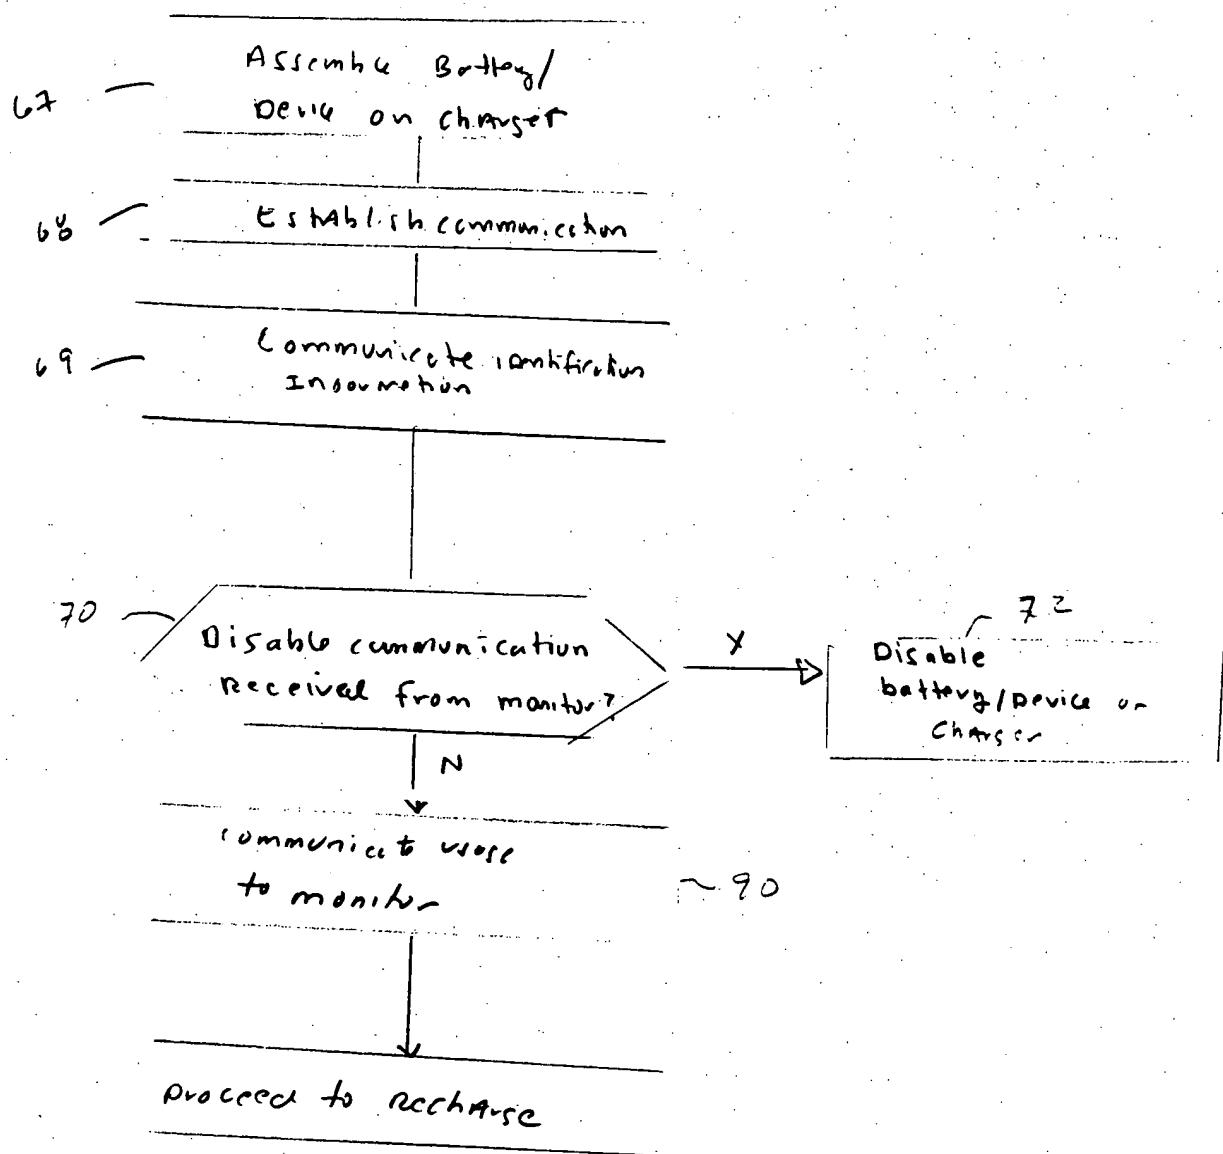 Assemble Battery/
67
Device on charger
68
Establish communication
69
Communicate identification
Information
70
Disable communication
Received from monitor?
Y
72
Disable
battery/Device or
Charger
N
Communicate usage
to monitor
~90
Proceed to Recharge